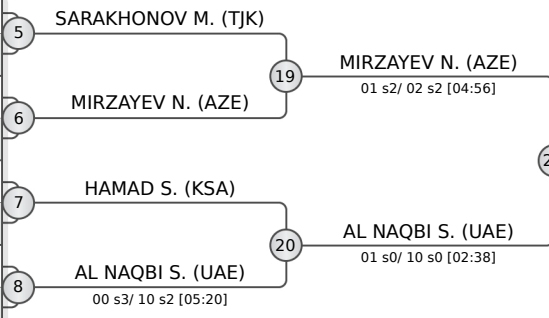 SARAKHONOV M. (TJK)
5
19
MIRZAYEV N. (AZE)
01 s2/ 02 s2 [04:56]
MIRZAYEV N. (AZE)
6
HAMAD S. (KSA)
7
20
AL NAQBI S. (UAE)
01 s0/ 10 s0 [02:38]
AL NAQBI S. (UAE)
8
00 s3/ 10 s2 [05:20]